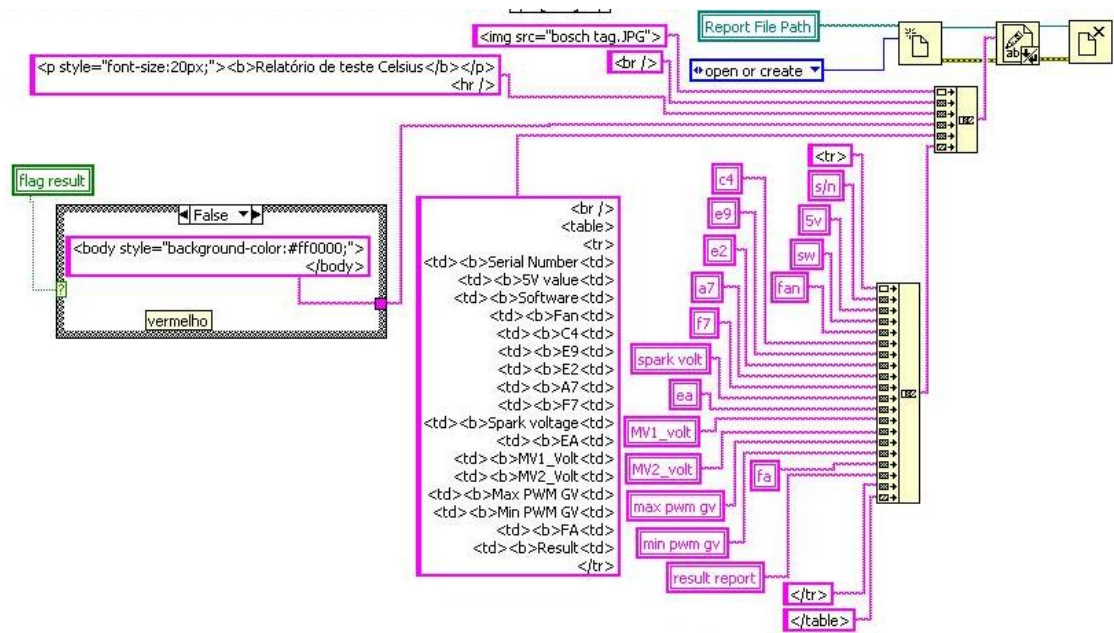 <img src="bosch tag.JPG">
<br />
Report File Path
open or create
<p style="font-size:20px;"><b>Relatório de teste Celsius</b></p>
<hr />
ab
flag result
False
<body style="background-color:#ff0000;">
</body>
?
vermelho
<br />
<table>
<tr>
<td><b>Serial Number<td>
<td><b>5V value<td>
<td><b>Software<td>
<td><b>Fan<td>
<td><b>C4<td>
<td><b>E9<td>
<td><b>E2<td>
<td><b>A7<td>
<td><b>F7<td>
<td><b>Spark voltage<td>
<td><b>EA<td>
<td><b>MV1_Volt<td>
<td><b>MV2_Volt<td>
<td><b>Max PWM GV<td>
<td><b>Min PWM GV<td>
<td><b>FA<td>
<td><b>Result<td>
</tr>
<tr>
s/n
5v
sw
fan
c4
e9
e2
a7
f7
spark volt
ea
MV1_volt
MV2_volt
max pwm gv
min pwm gv
fa
result report
</tr>
</table>